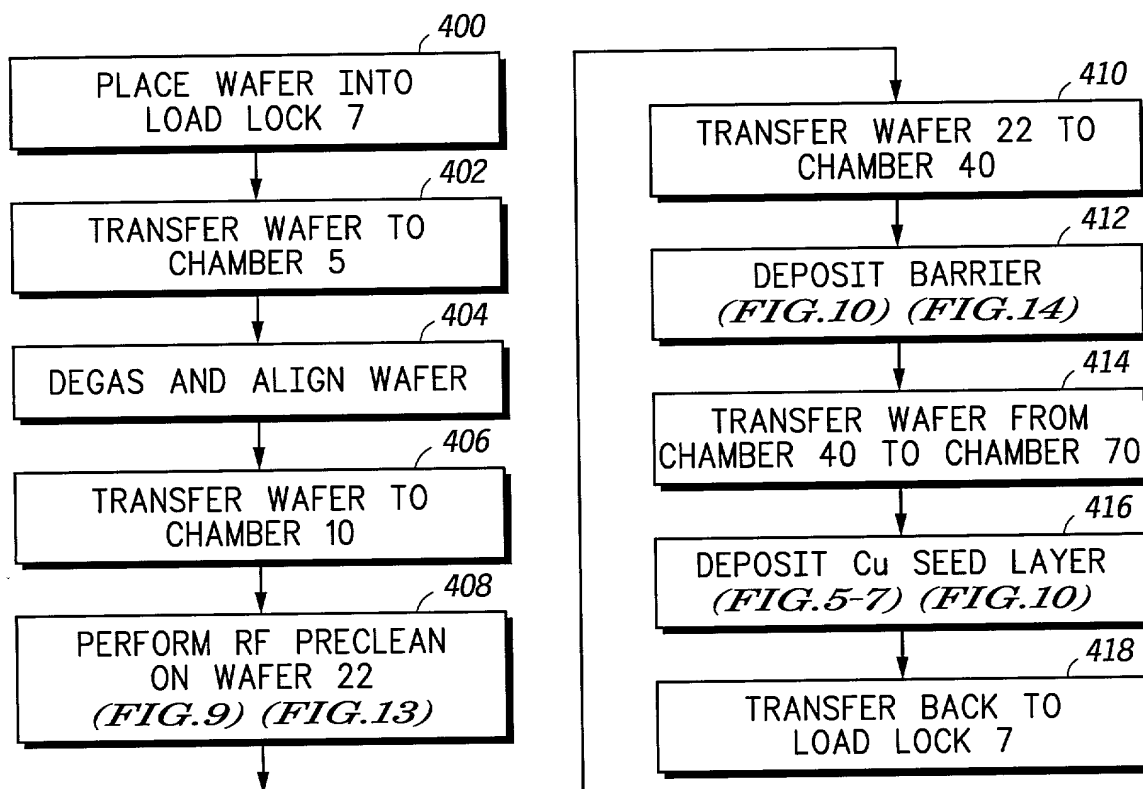 400
PLACE WAFER INTO
LOAD LOCK 7
402
TRANSFER WAFER TO
CHAMBER 5
404
DEGAS AND ALIGN WAFER
406
TRANSFER WAFER TO
CHAMBER 10
408
PERFORM RF PRECLEAN
ON WAFER 22
(FIG.9) (FIG.13)
410
TRANSFER WAFER 22 TO
CHAMBER 40
412
DEPOSIT BARRIER
(FIG.10) (FIG.14)
414
TRANSFER WAFER FROM
CHAMBER 40 TO CHAMBER 70
416
DEPOSIT Cu SEED LAYER
(FIG.5-7) (FIG.10)
418
TRANSFER BACK TO
LOAD LOCK 7